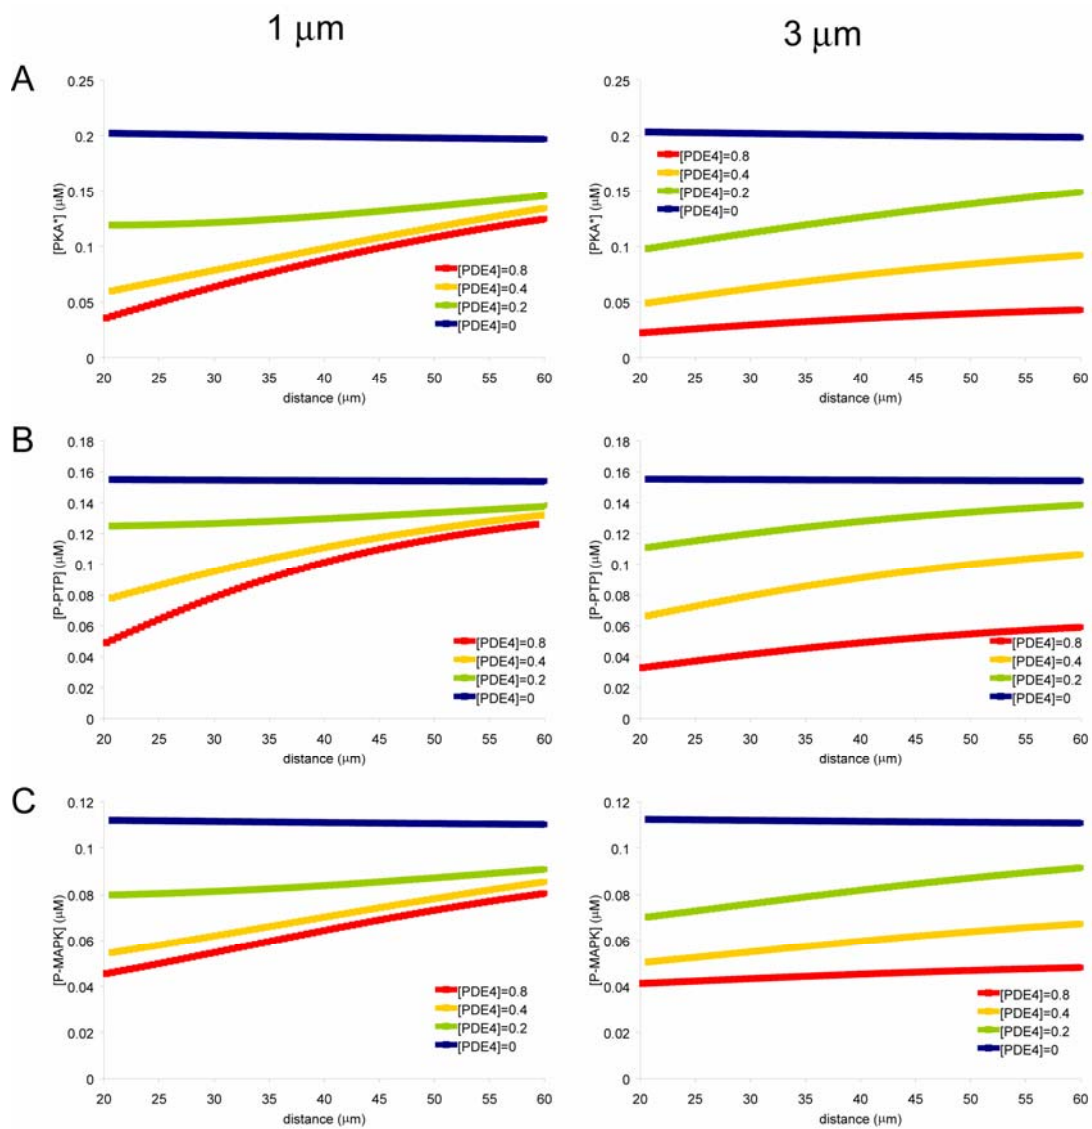 1 μm
3 μm
A
[PKA*] (μM)
0.25
0.2
0.15
0.1
0.05
0
[PDE4]=0.8
[PDE4]=0.4
[PDE4]=0.2
[PDE4]=0
20 25 30 35 40 45 50 55 60
distance (μm)
[PKA*] (μM)
0.25
0.2
0.15
0.1
0.05
0
[PDE4]=0.8
[PDE4]=0.4
[PDE4]=0.2
[PDE4]=0
20 25 30 35 40 45 50 55 60
distance (μm)
B
[P-PTP] (μM)
0.18
0.16
0.14
0.12
0.1
0.08
0.06
0.04
0.02
0
[PDE4]=0.8
[PDE4]=0.4
[PDE4]=0.2
[PDE4]=0
20 25 30 35 40 45 50 55 60
distance (μm)
[P-PTP] (μM)
0.18
0.16
0.14
0.12
0.1
0.08
0.06
0.04
0.02
0
[PDE4]=0.8
[PDE4]=0.4
[PDE4]=0.2
[PDE4]=0
20 25 30 35 40 45 50 55 60
distance (μm)
C
[P-MAPK] (μM)
0.12
0.1
0.08
0.06
0.04
0.02
0
[PDE4]=0.8
[PDE4]=0.4
[PDE4]=0.2
[PDE4]=0
20 25 30 35 40 45 50 55 60
distance (μm)
[P-MAPK] (μM)
0.12
0.1
0.08
0.06
0.04
0.02
0
[PDE4]=0.8
[PDE4]=0.4
[PDE4]=0.2
[PDE4]=0
20 25 30 35 40 45 50 55 60
distance (μm)